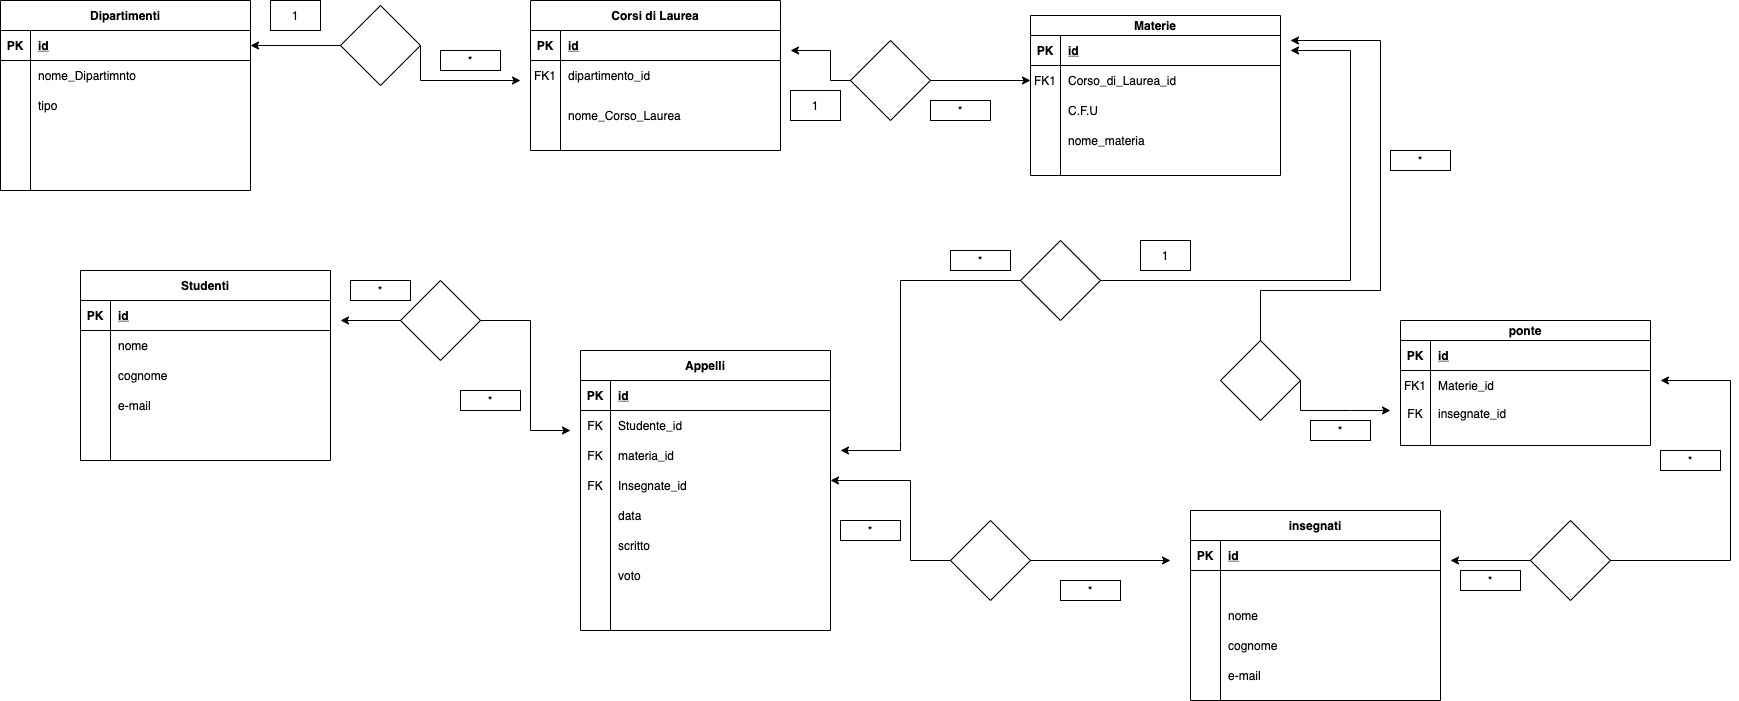 Dipartimenti
PK id
nome_Dipartimnto
tipo
1
*
Corsi di Laurea
PK id
FK1 dipartimento_id
nome_Corso_Laurea
1
*
Materie
PK id
FK1 Corso_di_Laurea_id
C.F.U
nome_materia
*
*
1
Studenti
PK id
nome
cognome
e-mail
*
*
Appelli
PK id
FK Studente_id
FK materia_id
FK Insegnate_id
data
scritto
voto
ponte
PK id
FK1 Materie_id
FK insegnate_id
*
*
*
*
insegnati
PK id
nome
cognome
e-mail
*